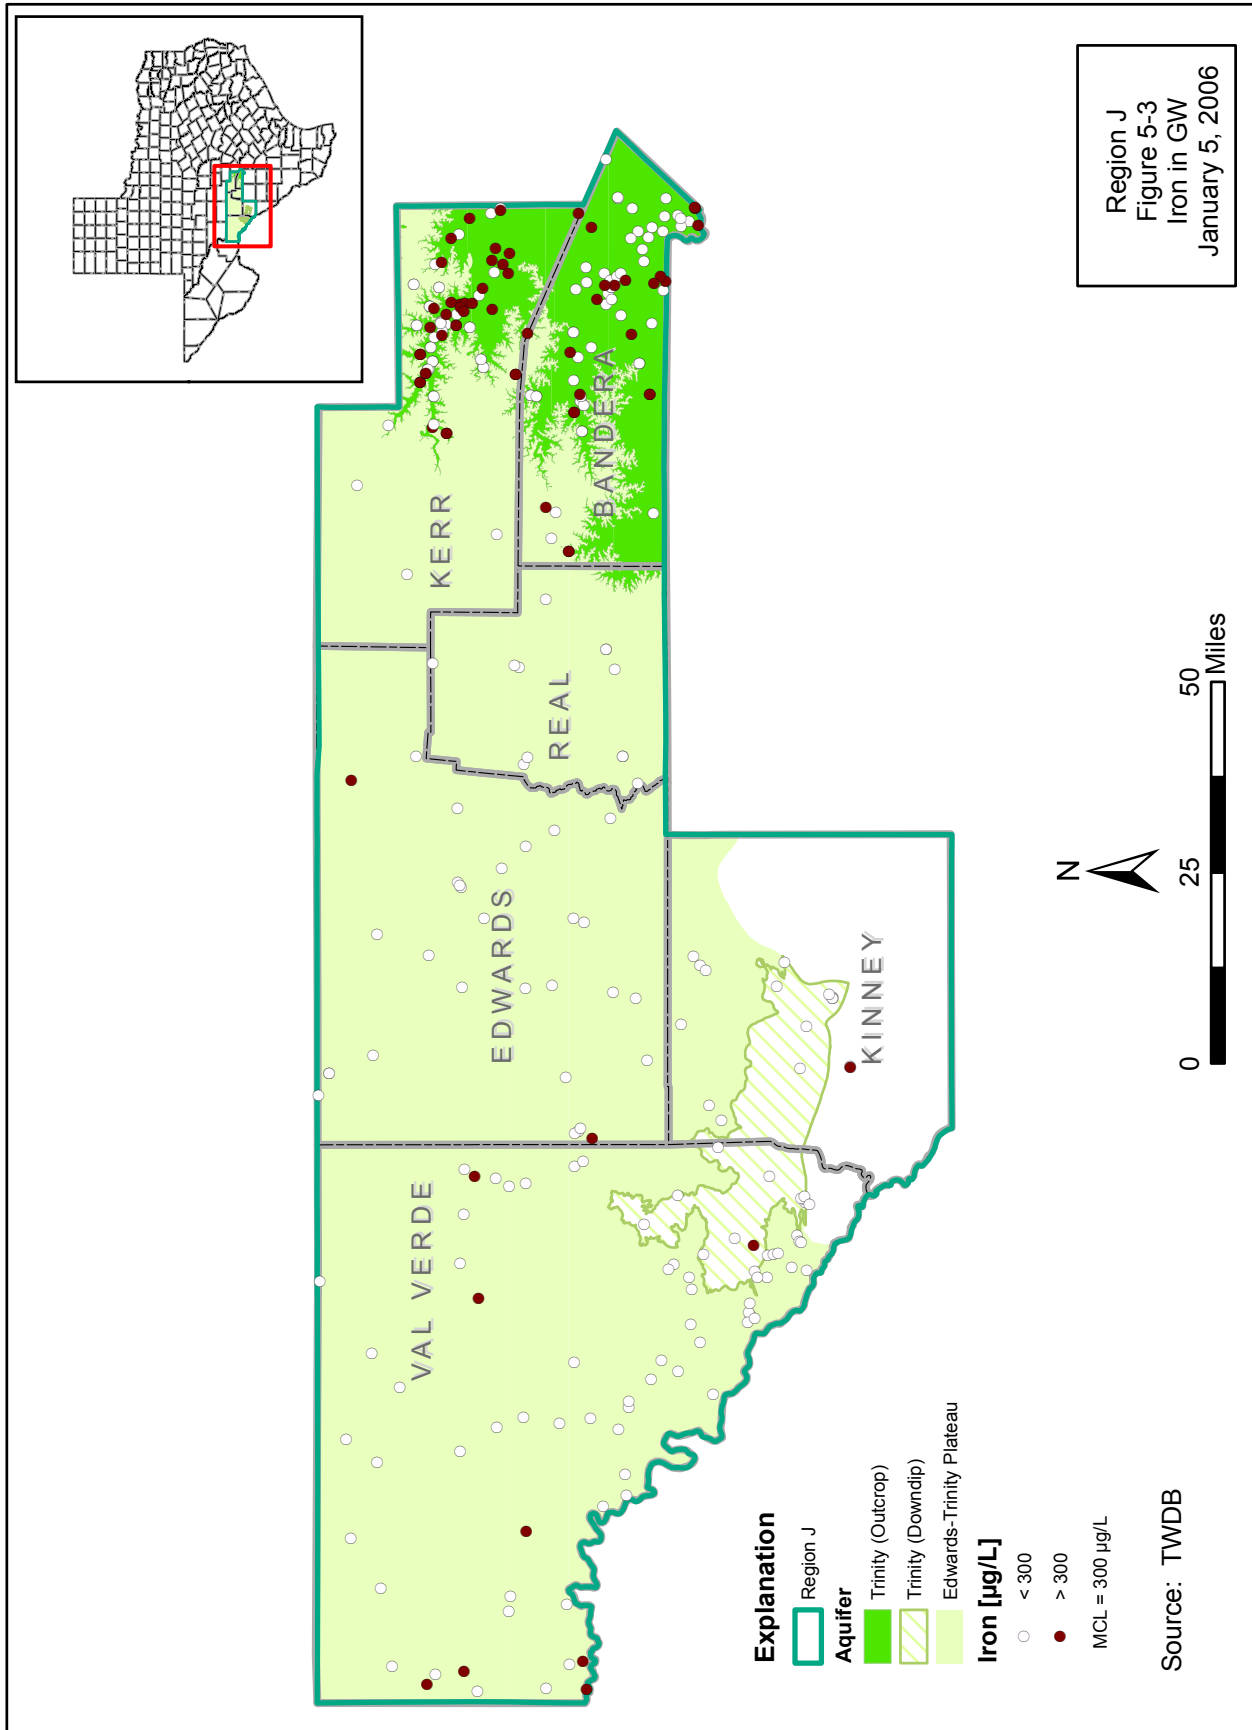 KERR
BANDERA
REAL
EDWARDS
VAL VERDE
KINNEY
Explanation
Region J
Aquifer
Trinity (Outcrop)
Trinity (Downdip)
Edwards-Trinity Plateau
Iron [µg/L]
< 300
> 300
MCL = 300 µg/L
Source: TWDB
N
0 25 50
Miles
Region J
Figure 5-3
Iron in GW
January 5, 2006